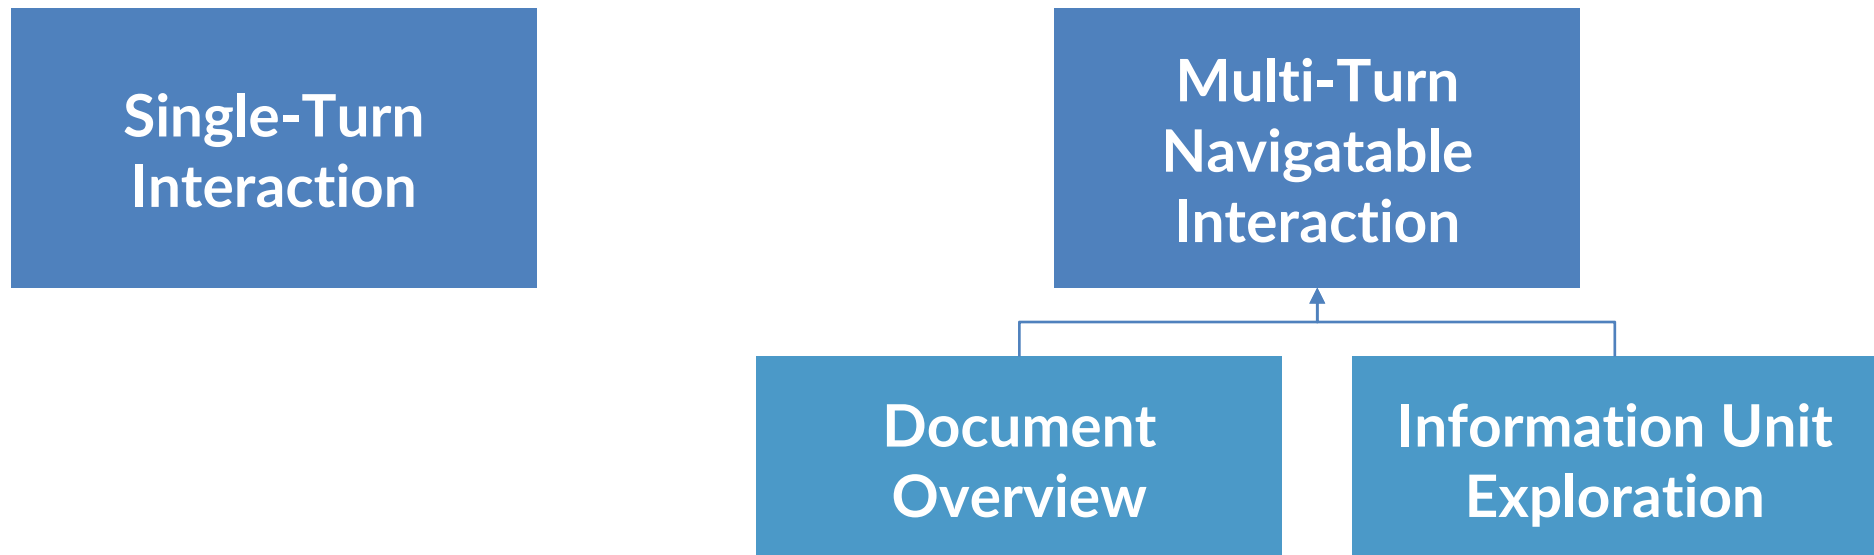 Single-Turn
Interaction
Multi-Turn
Navigatable
Interaction
Document
Overview
Information Unit
Exploration